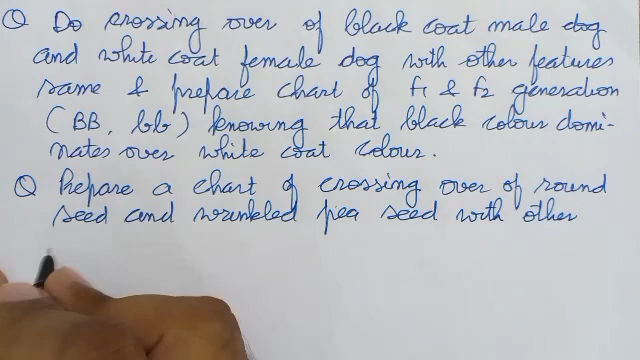 Q Do crossing over of black coat male dog
and white coat female dog with other features
same & prepare chart of f1 & f2 generation
(BB, bb) knowing that black colour domi-
nates over white coat colour.
Q Prepare a chart of crossing over of round
seed and wrinkled pea seed with other